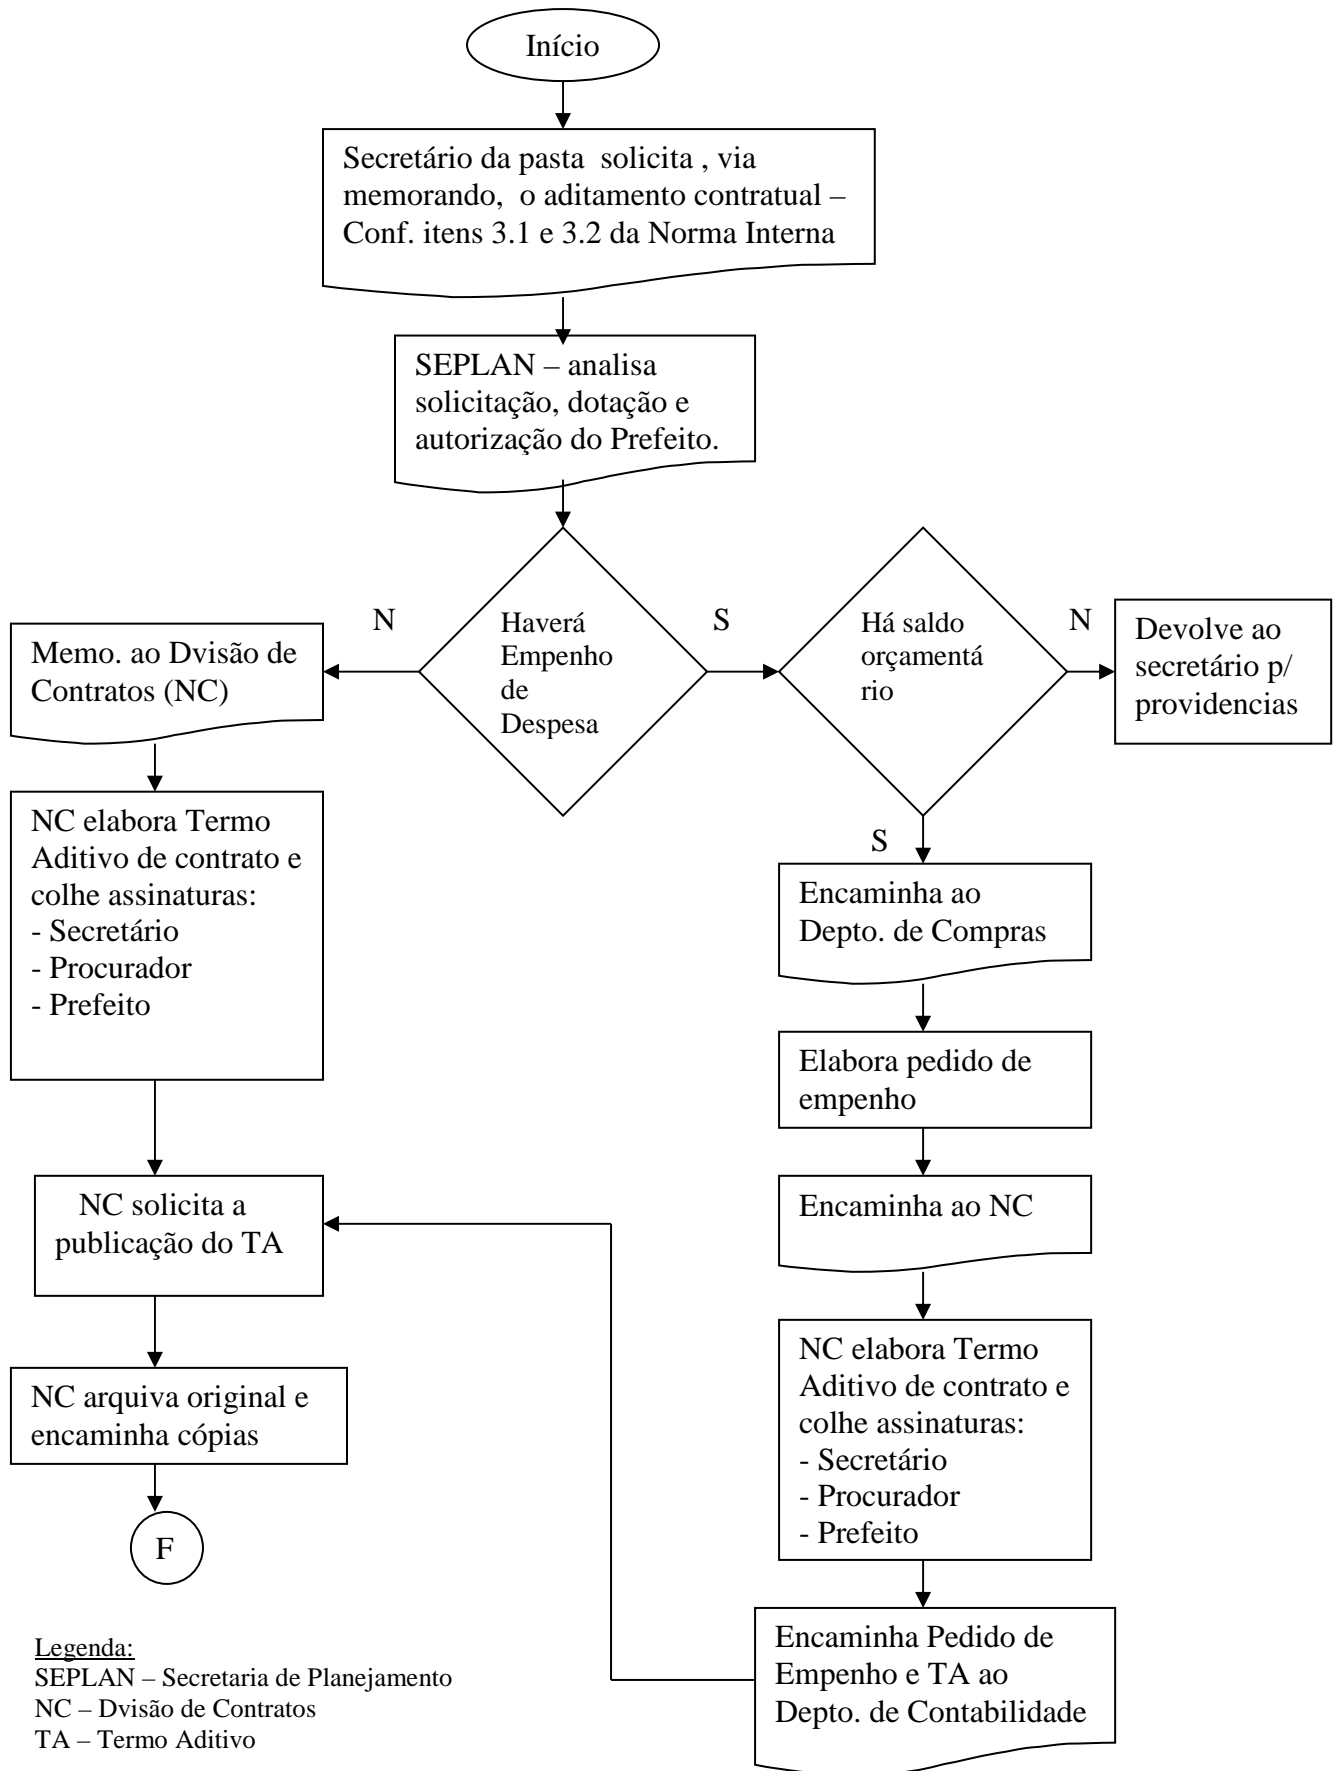 Início
Secretário da pasta solicita , via
memorando, o aditamento contratual –
Conf. itens 3.1 e 3.2 da Norma Interna
SEPLAN – analisa
solicitação, dotação e
autorização do Prefeito.
N
Haverá
Empenho
de
Despesa
S
Há saldo
orçamentá
rio
N
Devolve ao
secretário p/
providencias
Memo. ao Dvisão de
Contratos (NC)
NC elabora Termo
Aditivo de contrato e
colhe assinaturas:
- Secretário
- Procurador
- Prefeito
S
Encaminha ao
Depto. de Compras
Elabora pedido de
empenho
Encaminha ao NC
NC solicita a
publicação do TA
NC arquiva original e
encaminha cópias
F
NC elabora Termo
Aditivo de contrato e
colhe assinaturas:
- Secretário
- Procurador
- Prefeito
Encaminha Pedido de
Empenho e TA ao
Depto. de Contabilidade
Legenda:
SEPLAN – Secretaria de Planejamento
NC – Dvisão de Contratos
TA – Termo Aditivo